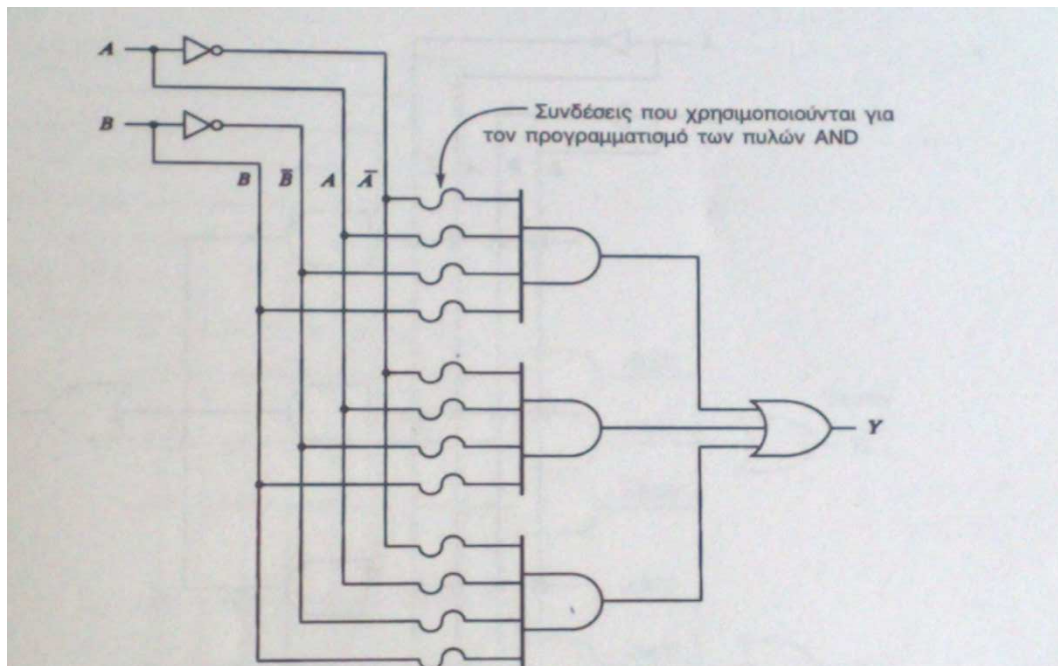 A
Συνδέσεις που χρησιμοποιούνται για
τον προγραμματισμό των πυλών AND
B
B B̅ A A̅
Y